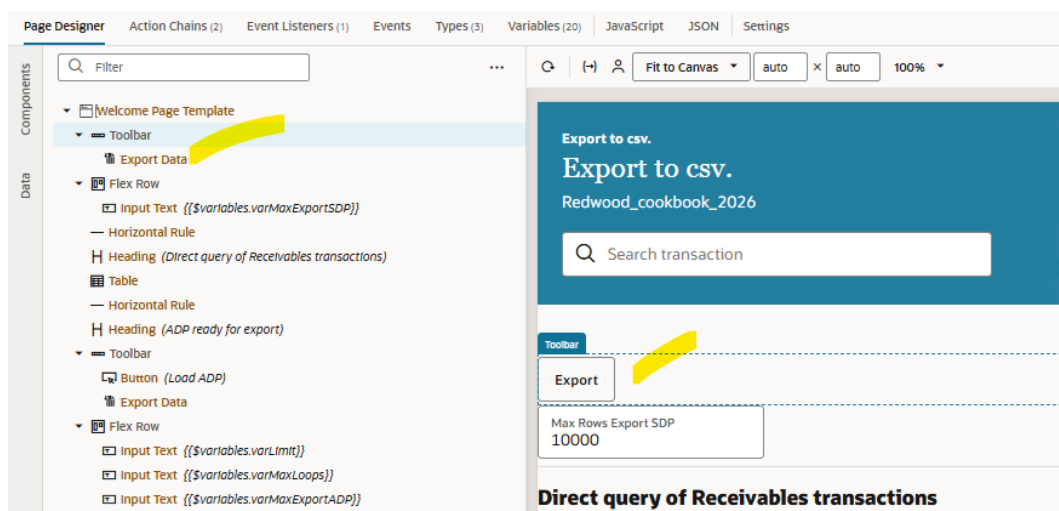 Page Designer Action Chains (2) Event Listeners (1) Events Types (3) Variables (20) JavaScript JSON Settings
Components
Data
Filter ...
Welcome Page Template
Toolbar
Export Data
Flex Row
Input Text {{$variables.varMaxExportSDP}}
Horizontal Rule
Heading (Direct query of Receivables transactions)
Table
Horizontal Rule
Heading (ADP ready for export)
Toolbar
Button (Load ADP)
Export Data
Flex Row
Input Text {{$variables.varLimit}}
Input Text {{$variables.varMaxLoops}}
Input Text {{$variables.varMaxExportADP}}
Fit to Canvas auto × auto 100%
Export to csv.
Export to csv.
Redwood_cookbook_2026
Search transaction
Toolbar
Export
Max Rows Export SDP
10000
Direct query of Receivables transactions